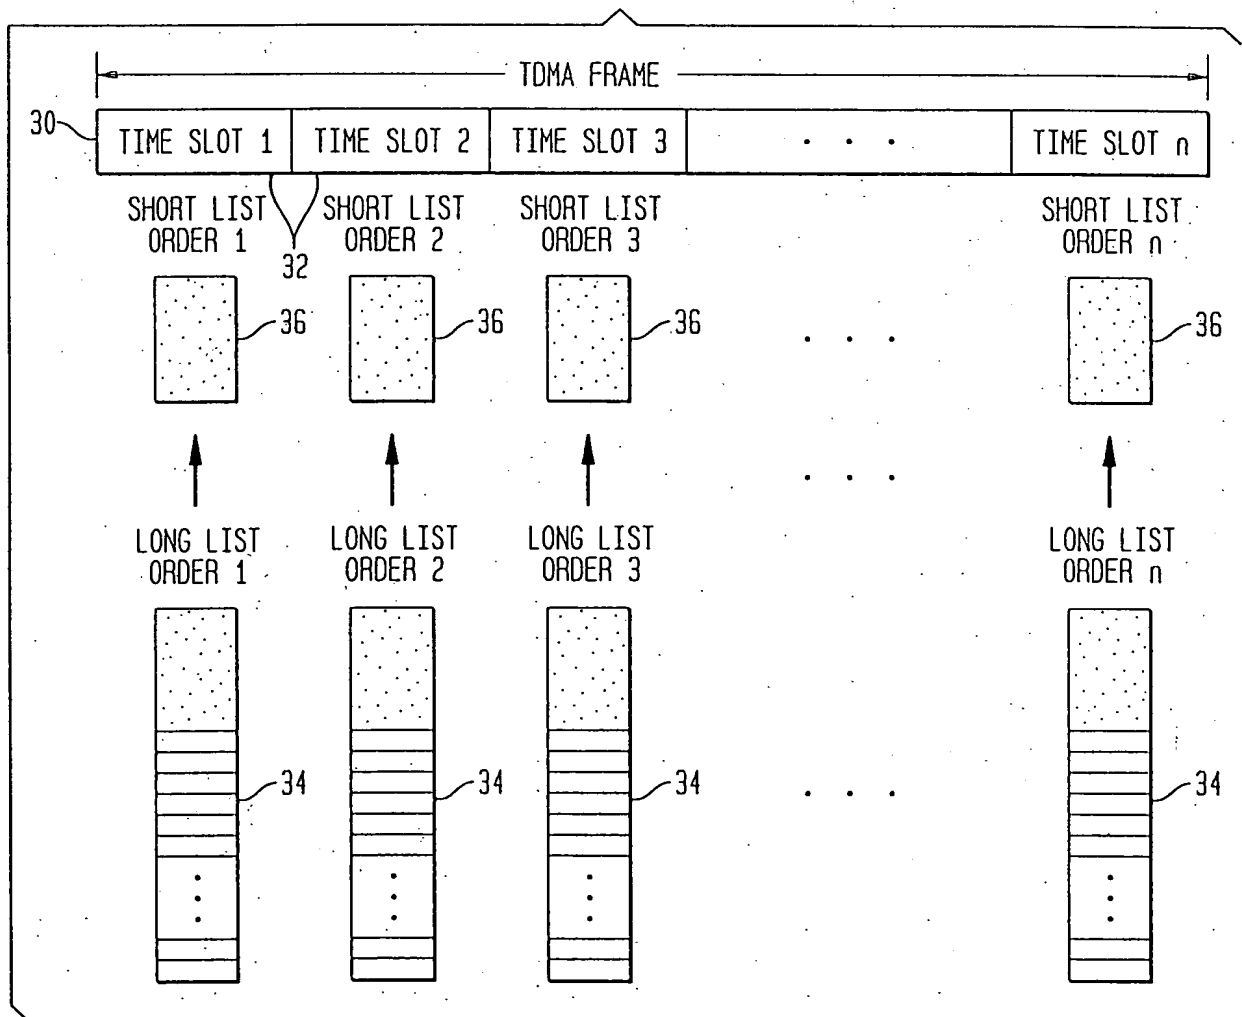 TDMA FRAME
30 TIME SLOT 1 TIME SLOT 2 TIME SLOT 3 . . . TIME SLOT n
SHORT LIST SHORT LIST SHORT LIST SHORT LIST
ORDER 1 ORDER 2 ORDER 3 ORDER n
32
36 36 36 . . . 36
. . .
LONG LIST LONG LIST LONG LIST LONG LIST
ORDER 1 ORDER 2 ORDER 3 ORDER n
34 34 34 . . . 34